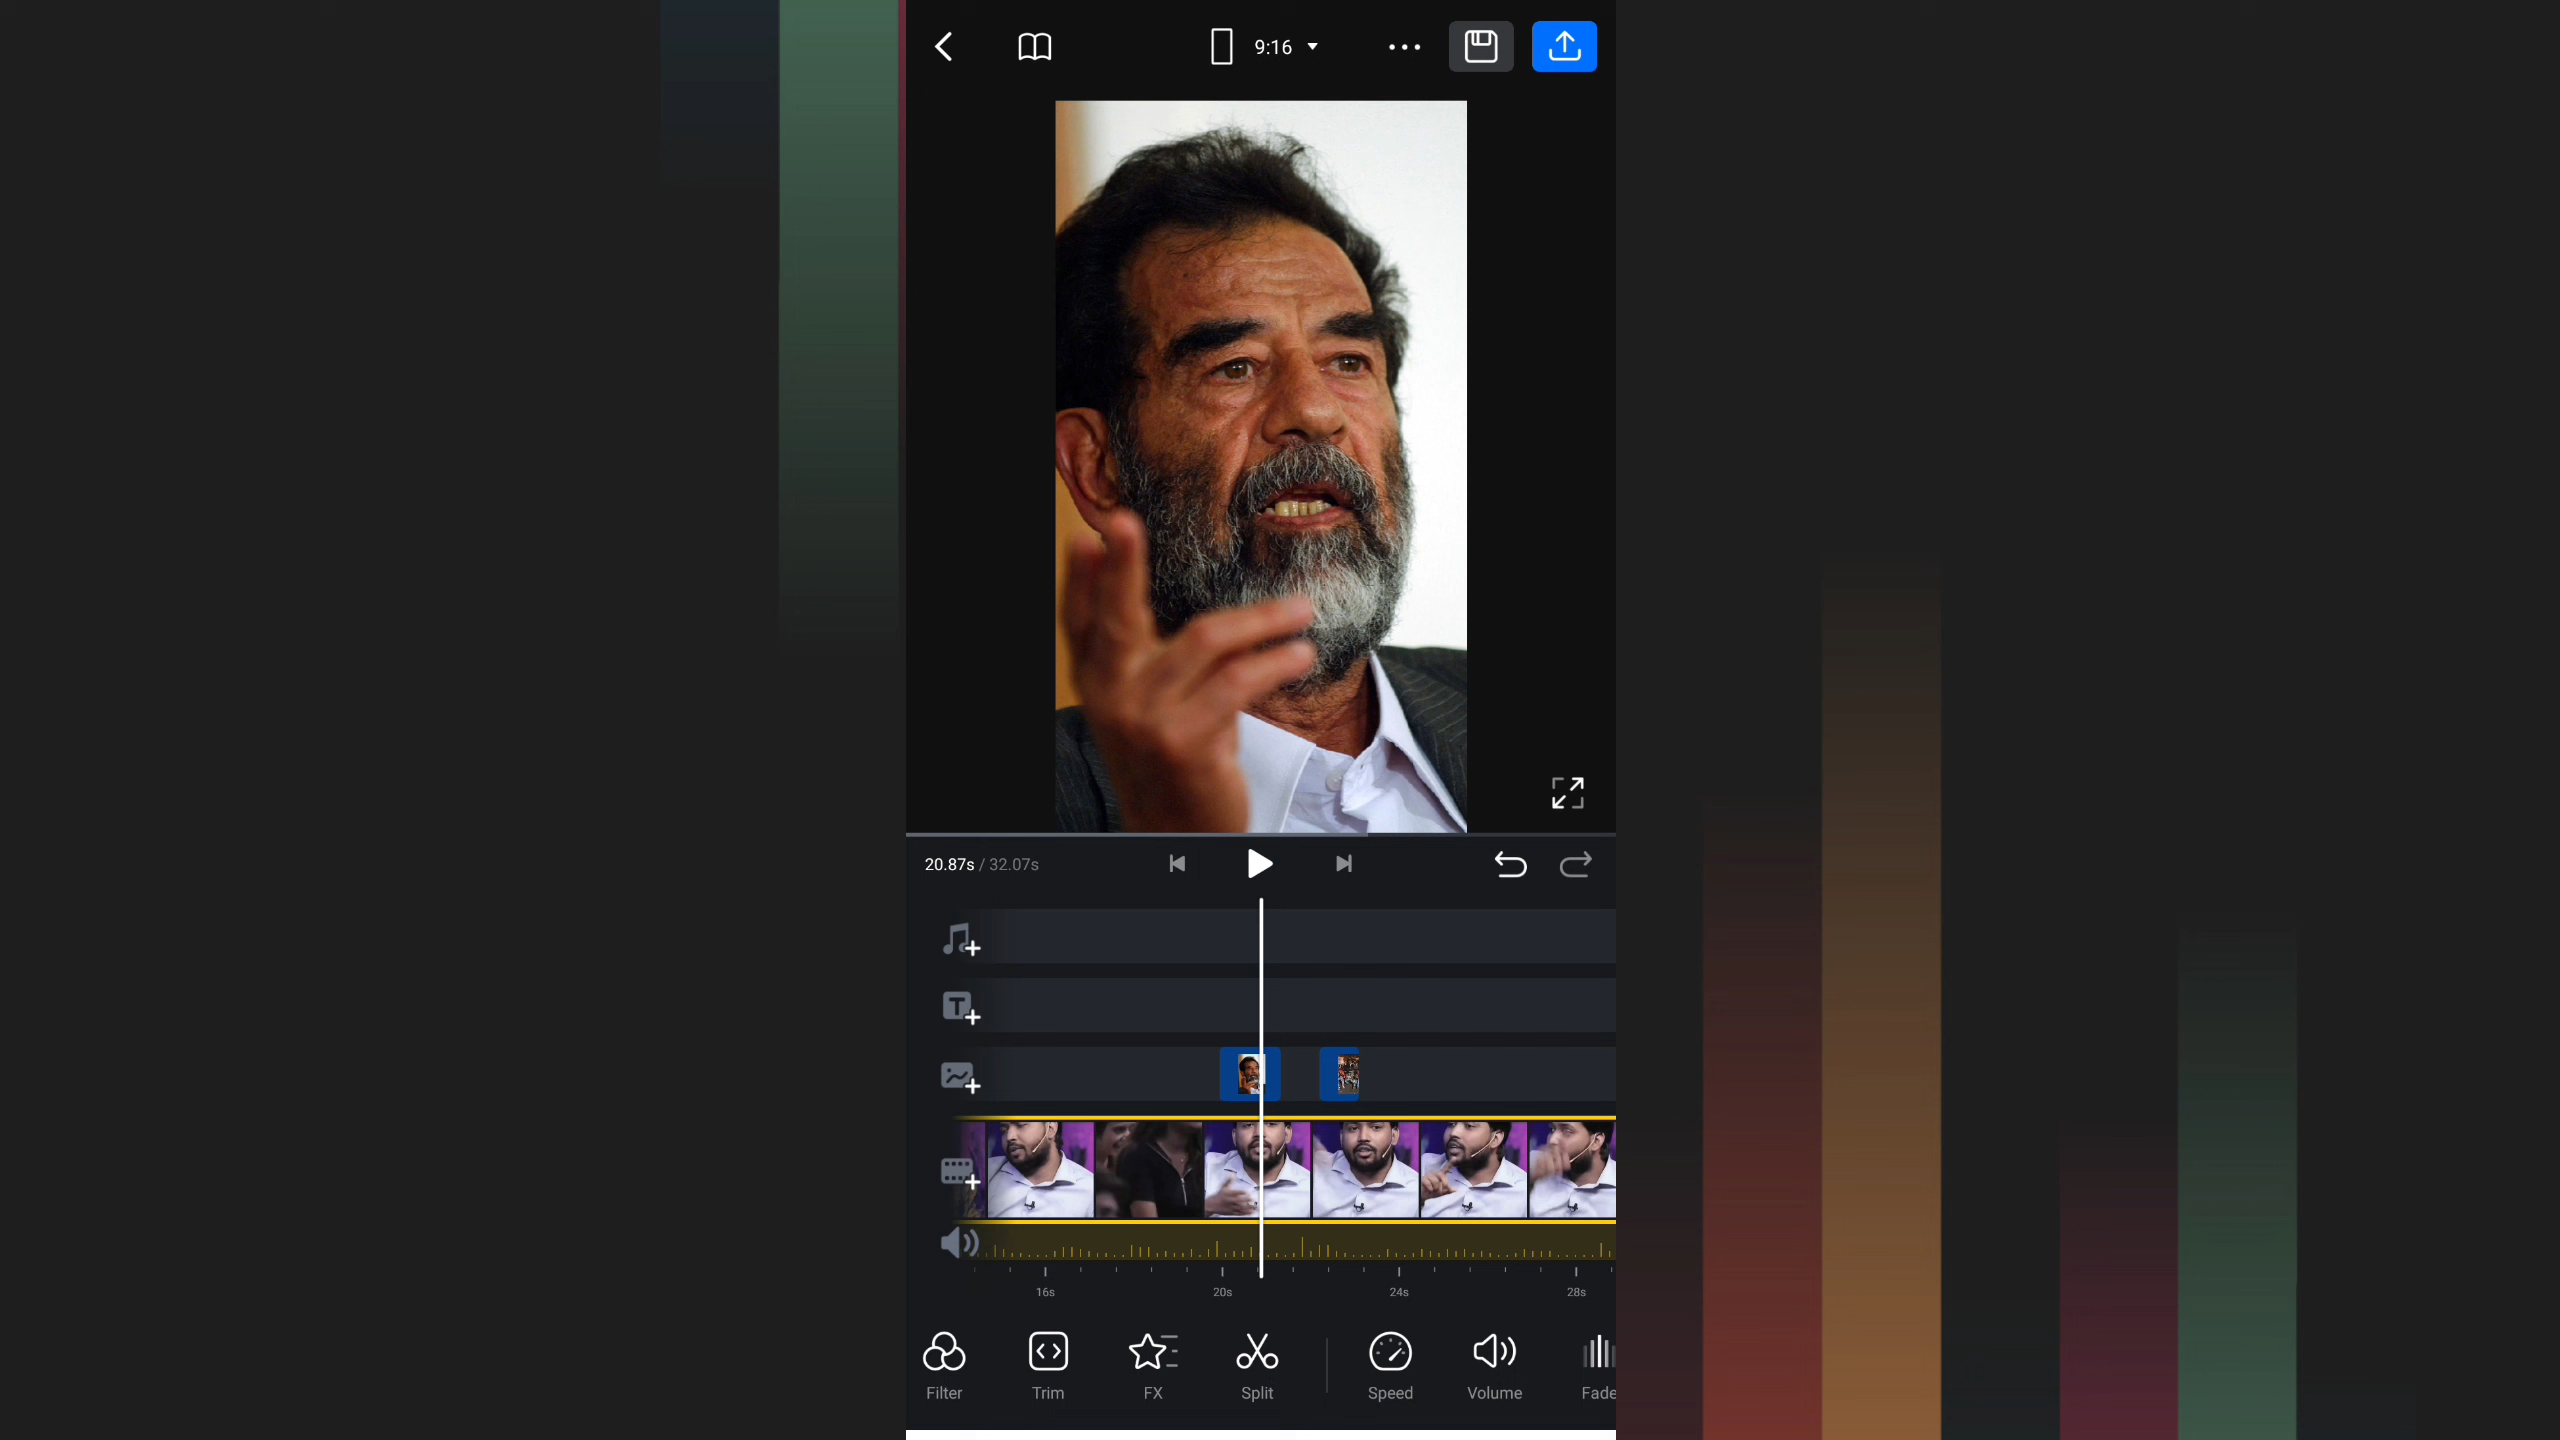 9:16
20.87s / 32.07s
T
16s 20s 24s 28s
Filter Trim FX Split Speed Volume Fade